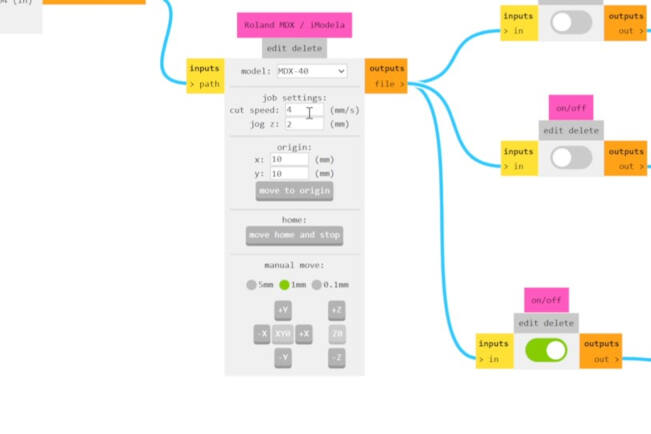 (in)
Roland MDX / iModela
edit delete
inputs
> path
outputs
file >
model: MDX-40
job settings:
cut speed: 4 (mm/s)
jog z: 2 (mm)
origin:
x: 10 (mm)
y: 10 (mm)
move to origin
home:
move home and stop
manual move:
5mm 1mm 0.1mm
+Y +Z
-X XY0 +X Z0
-Y -Z
inputs
> in
outputs
out >
on/off
edit delete
inputs
> in
outputs
out >
on/off
edit delete
inputs
> in
outputs
out >